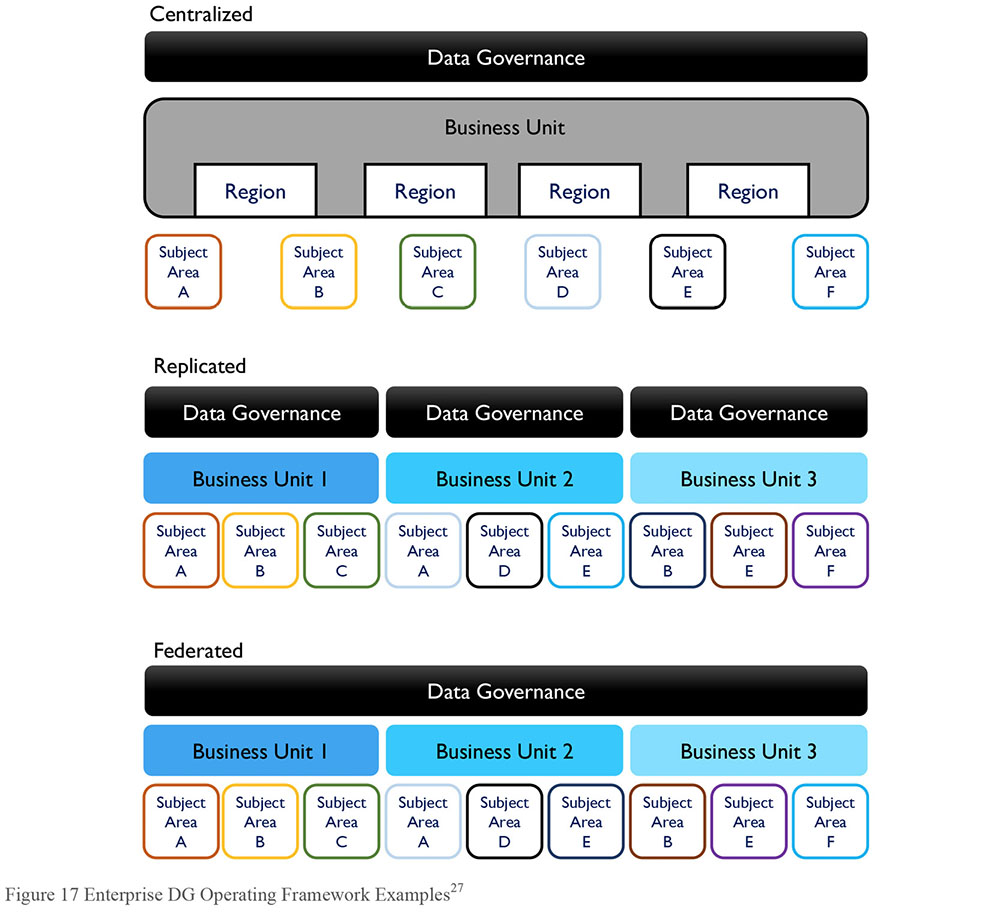 Centralized
Data Governance
Business Unit
Region Region Region Region
Subject Subject Subject Subject Subject Subject
Area Area Area Area Area Area
A B C D E F
Replicated
Data Governance Data Governance Data Governance
Business Unit 1 Business Unit 2 Business Unit 3
Subject Subject Subject Subject Subject Subject Subject Subject Subject
Area Area Area Area Area Area Area Area Area
A B C A D E B E F
Federated
Data Governance
Business Unit 1 Business Unit 2 Business Unit 3
Subject Subject Subject Subject Subject Subject Subject Subject Subject
Area Area Area Area Area Area Area Area Area
A B C A D E B E F
Figure 17 Enterprise DG Operating Framework Examples27